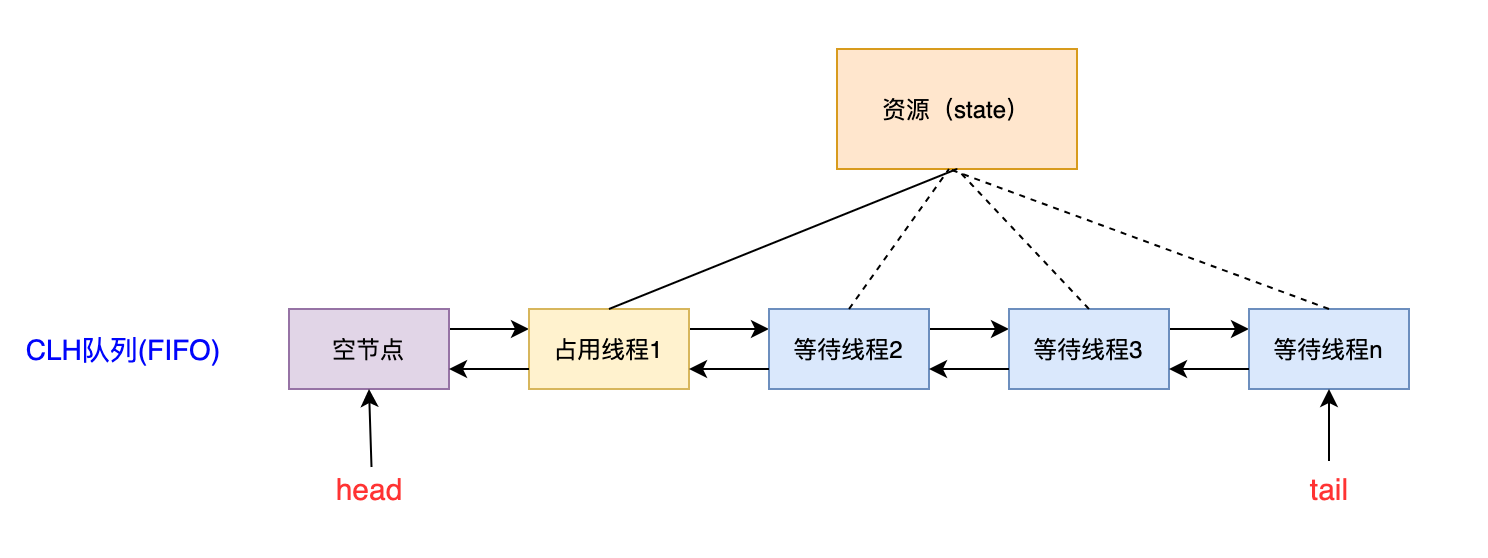 资源（state）
CLH队列(FIFO)
空节点
占用线程1
等待线程2
等待线程3
等待线程n
head
tail